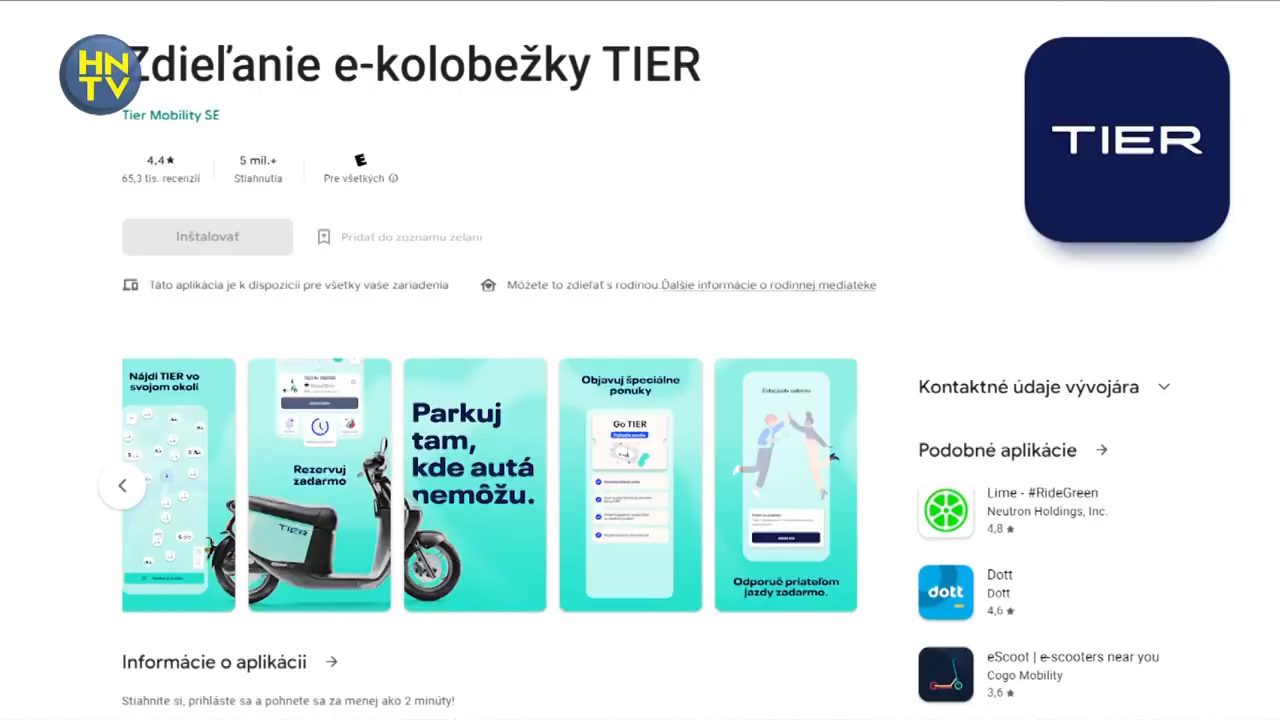 HN
TV
Zdieľanie e-kolobežky TIER
Tier Mobility SE
TIER
4,4★
5 mil.+
65,3 tis. recenzií
Stiahnutia
Pre všetkých
Inštalovať
Pridať do zoznamu želaní
Táto aplikácia je k dispozícii pre všetky vaše zariadenia
Môžete to zdieľať s rodinou. Ďalšie informácie o rodinnej mediatéke
Nájdi TIER vo
svojom okolí
Rezervuj
zadarmo
TIER
Parkuj
tam,
kde autá
nemôžu.
Objavuj špeciálne
ponuky
Go TIER
Odporuč priateľom
jazdy zadarmo.
Kontaktné údaje vývojára
Podobné aplikácie
Lime - #RideGreen
Neutron Holdings, Inc.
4,8 ★
dott
Dott
Dott
4,6 ★
eScoot | e-scooters near you
Cogo Mobility
3,6 ★
Informácie o aplikácii
Stiahnite si, prihláste sa a pohnete sa za menej ako 2 minúty!